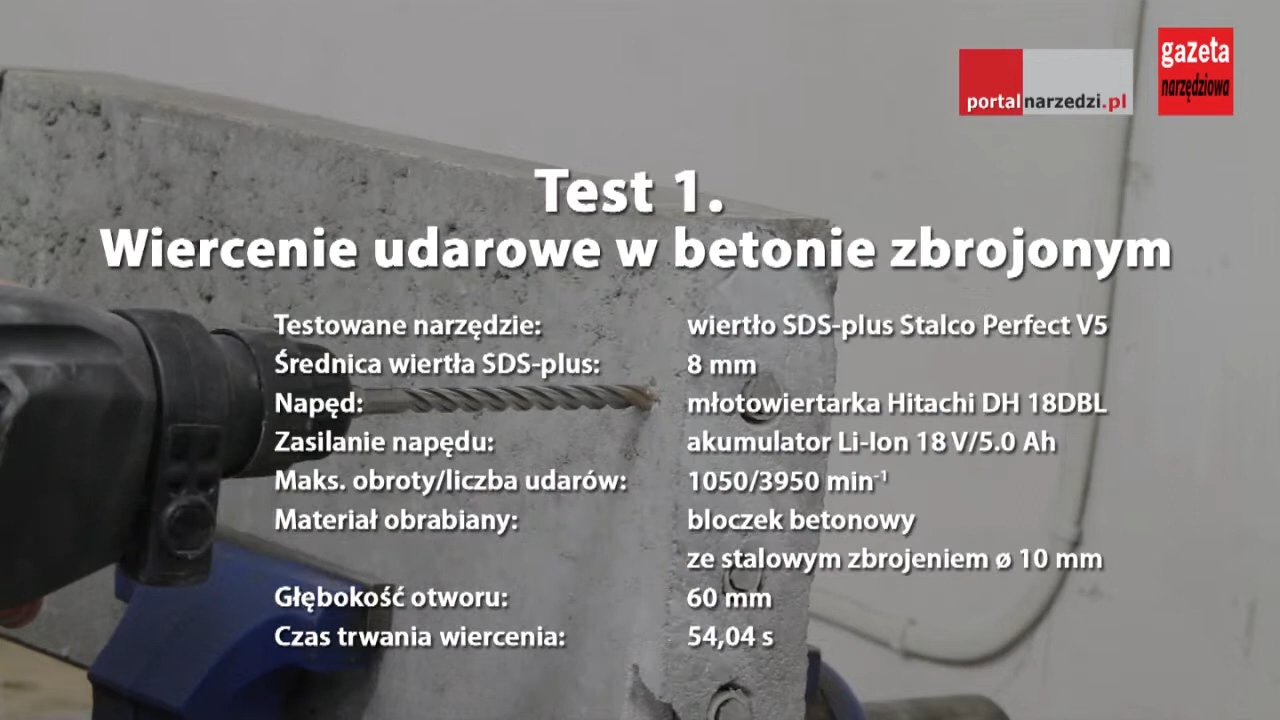 portalnarzedzi.pl
gazeta
narzędziowa
Test 1.
Wiercenie udarowe w betonie zbrojonym
Testowane narzędzie: wiertło SDS-plus Stalco Perfect V5
Średnica wiertła SDS-plus: 8 mm
Napęd: młotowiertarka Hitachi DH 18DBL
Zasilanie napędu: akumulator Li-Ion 18 V/5.0 Ah
Maks. obroty/liczba udarów: 1050/3950 min⁻¹
Materiał obrabiany: bloczek betonowy
ze stalowym zbrojeniem ø 10 mm
Głębokość otworu: 60 mm
Czas trwania wiercenia: 54,04 s